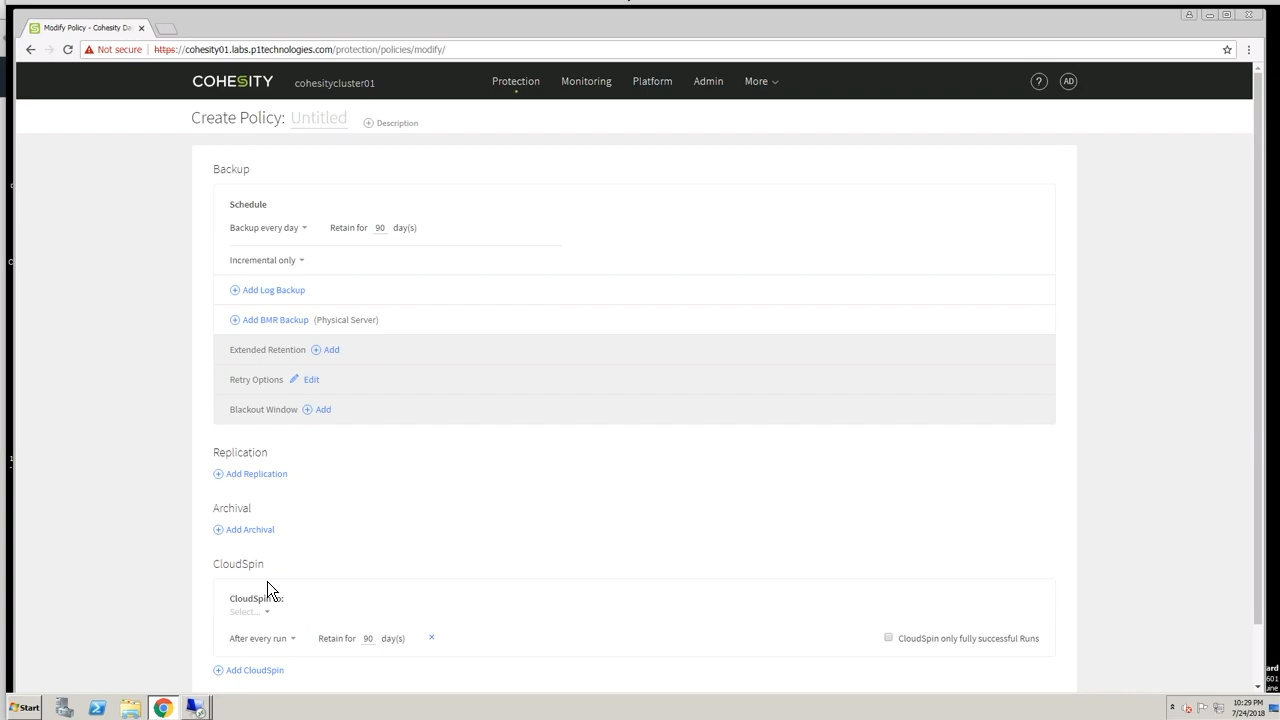 Modify Policy - Cohesity Da
Not secure https://cohesity01.labs.p1technologies.com/protection/policies/modify/
COHESITY cohesitycluster01 Protection Monitoring Platform Admin More ? AD
Create Policy: Untitled Description
Backup
Schedule
Backup every day Retain for 90 day(s)
Incremental only
Add Log Backup
Add BMR Backup (Physical Server)
Extended Retention Add
Retry Options Edit
Blackout Window Add
Replication
Add Replication
Archival
Add Archival
CloudSpin
CloudSpin to:
Select...
After every run Retain for 90 day(s) CloudSpin only fully successful Runs
Add CloudSpin
Start 10:29 PM
7/24/2018